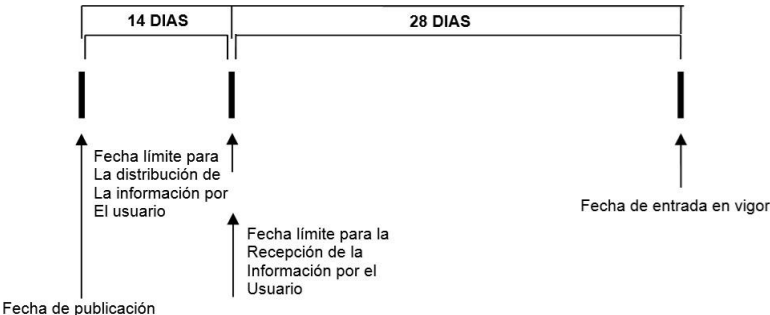 14 DIAS
28 DIAS
Fecha límite para
La distribución de
La información por
El usuario
Fecha de entrada en vigor
Fecha límite para la
Recepción de la
Información por el
Usuario
Fecha de publicación